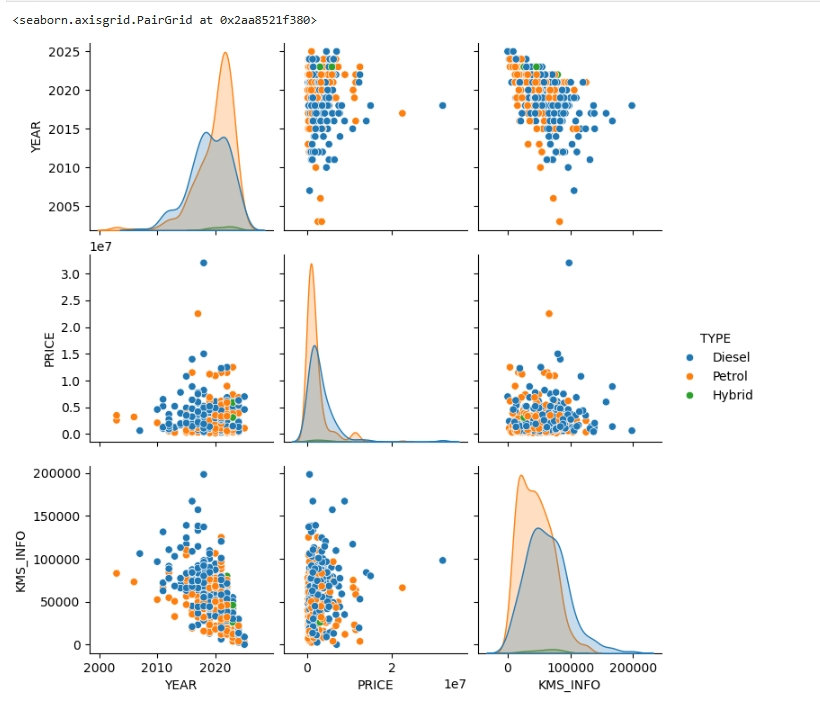 <seaborn.axisgrid.PairGrid at 0x2aa8521f380>
2025
2020
2015
2010
2005
YEAR
1e7
3.0
2.5
2.0
1.5
1.0
0.5
0.0
PRICE
TYPE
Diesel
Petrol
Hybrid
200000
150000
100000
50000
0
KMS_INFO
2000 2010 2020
YEAR
0 2
1e7
PRICE
0 100000 200000
KMS_INFO